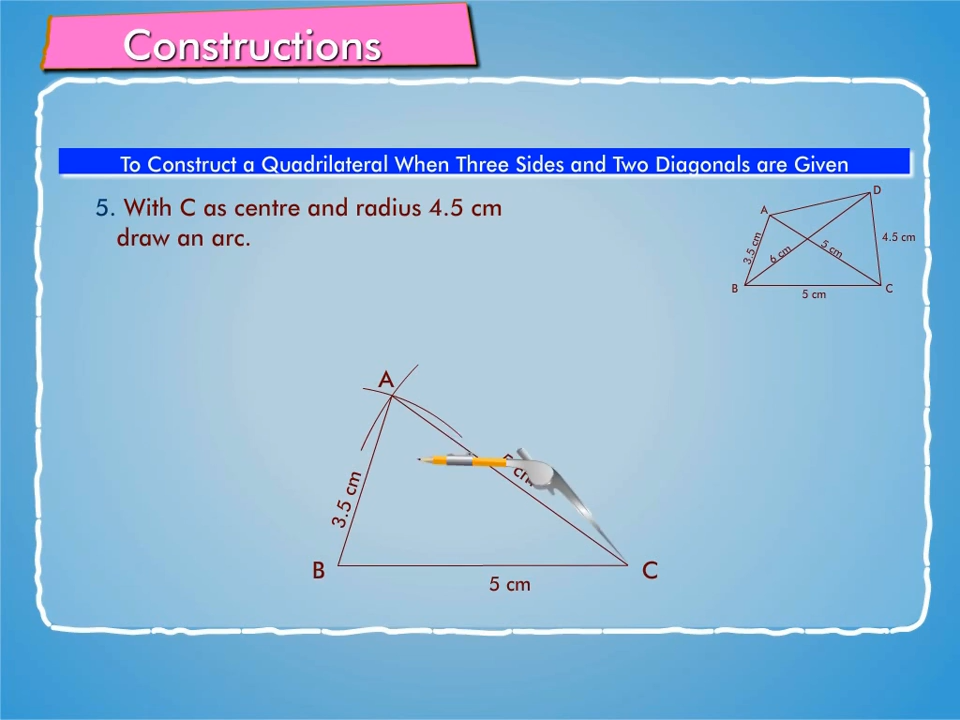 Constructions
To Construct a Quadrilateral When Three Sides and Two Diagonals are Given
5. With C as centre and radius 4.5 cm
draw an arc.
D
A
3.5 cm
6 cm
5 cm
4.5 cm
B
5 cm
C
A
3.5 cm
5 cm
B
5 cm
C